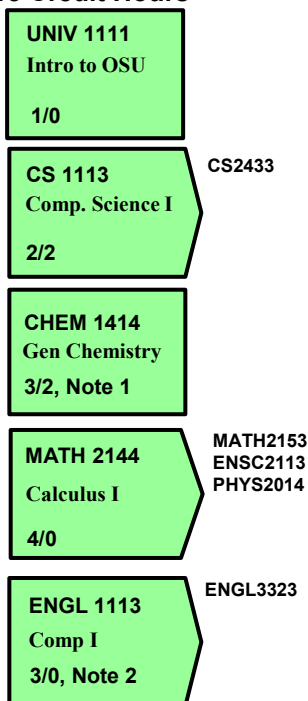 UNIV 1111
Intro to OSU
1/0
CS 1113
Comp. Science I
2/2
CS2433
CHEM 1414
Gen Chemistry
3/2, Note 1
MATH 2144
Calculus I
4/0
MATH2153
ENSC2113
PHYS2014
ENGL 1113
Comp I
3/0, Note 2
ENGL3323